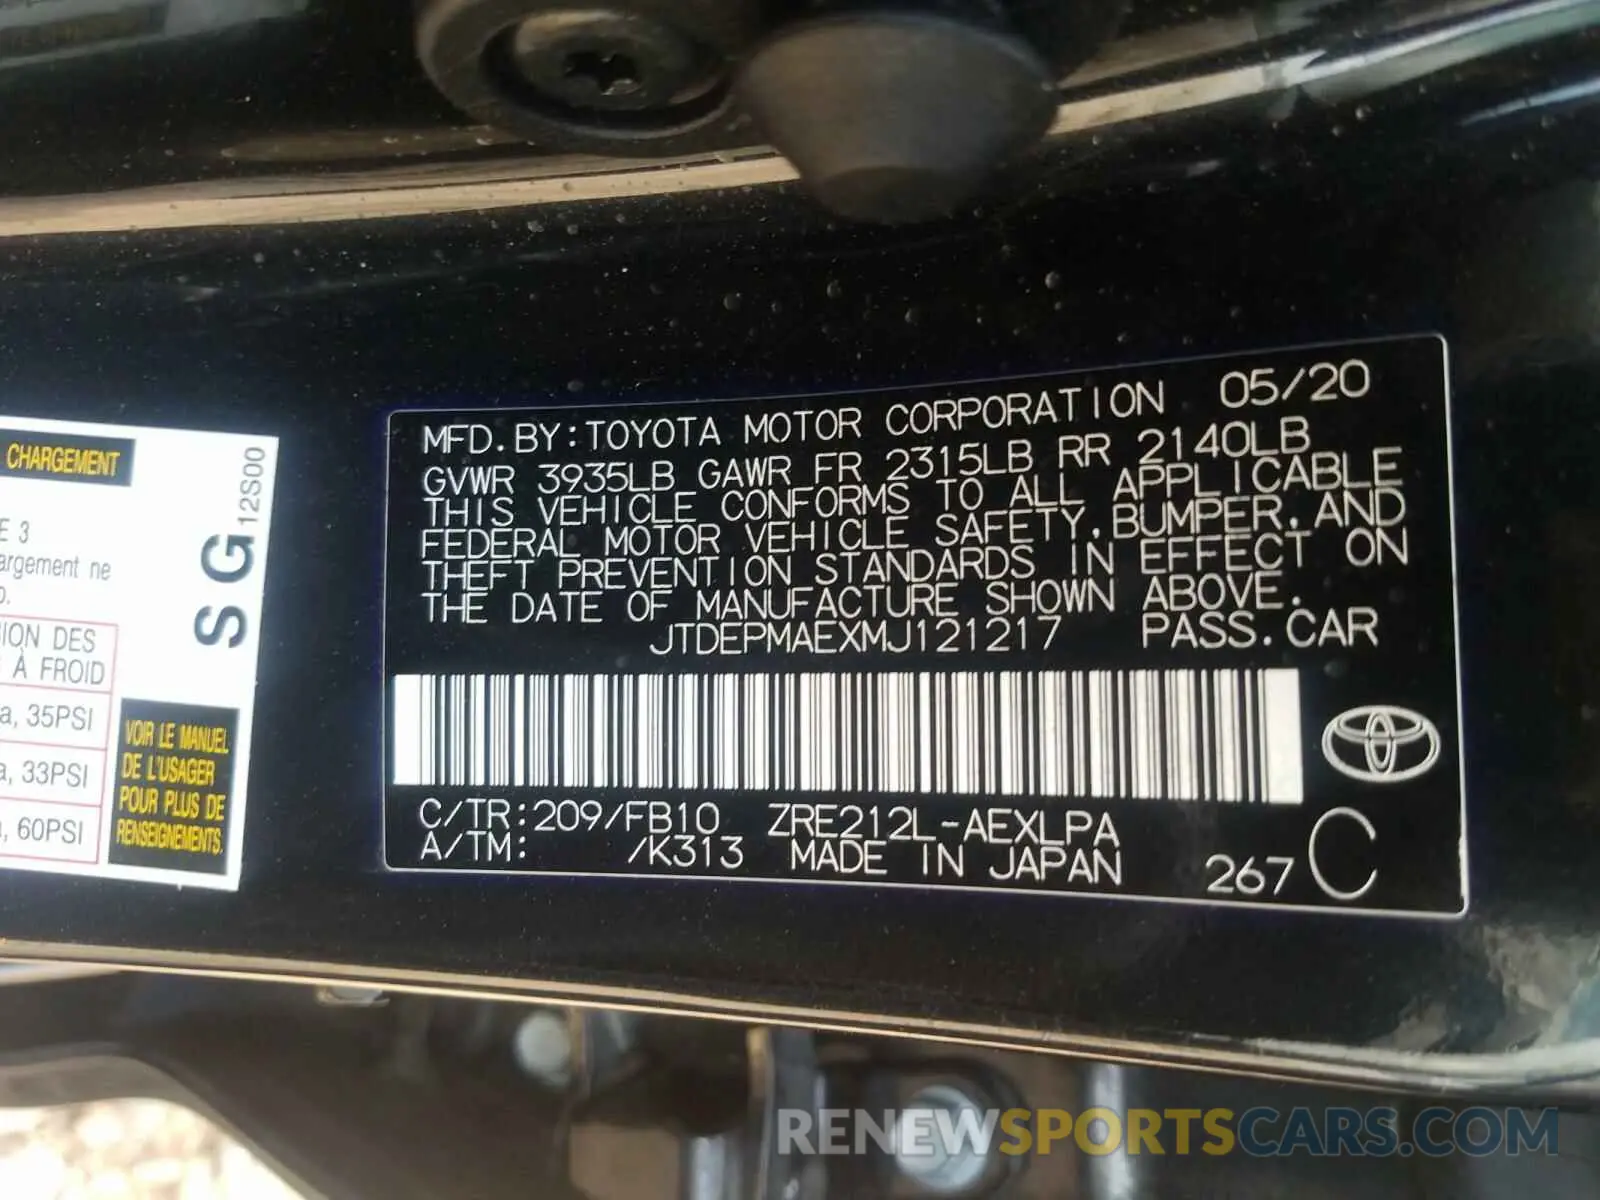 CHARGEMENT
E 3
argement ne
ION DES
À FROID
a, 35PSI
a, 33PSI
, 60PSI
SG 12S00
VOIR LE MANUEL
DE L'USAGER
POUR PLUS DE
RENSEIGNEMENTS.
MFD.BY:TOYOTA MOTOR CORPORATION 05/20
GVWR 3935LB GAWR FR 2315LB RR 2140LB
THIS VEHICLE CONFORMS TO ALL APPLICABLE
FEDERAL MOTOR VEHICLE SAFETY,BUMPER,AND
THEFT PREVENTION STANDARDS IN EFFECT ON
THE DATE OF MANUFACTURE SHOWN ABOVE.
JTDEPMAEXMJ121217 PASS.CAR
C/TR:209/FB10 ZRE212L-AEXLPA
A/TM: /K313 MADE IN JAPAN 267 C
RENEWSPORTSCARS.COM